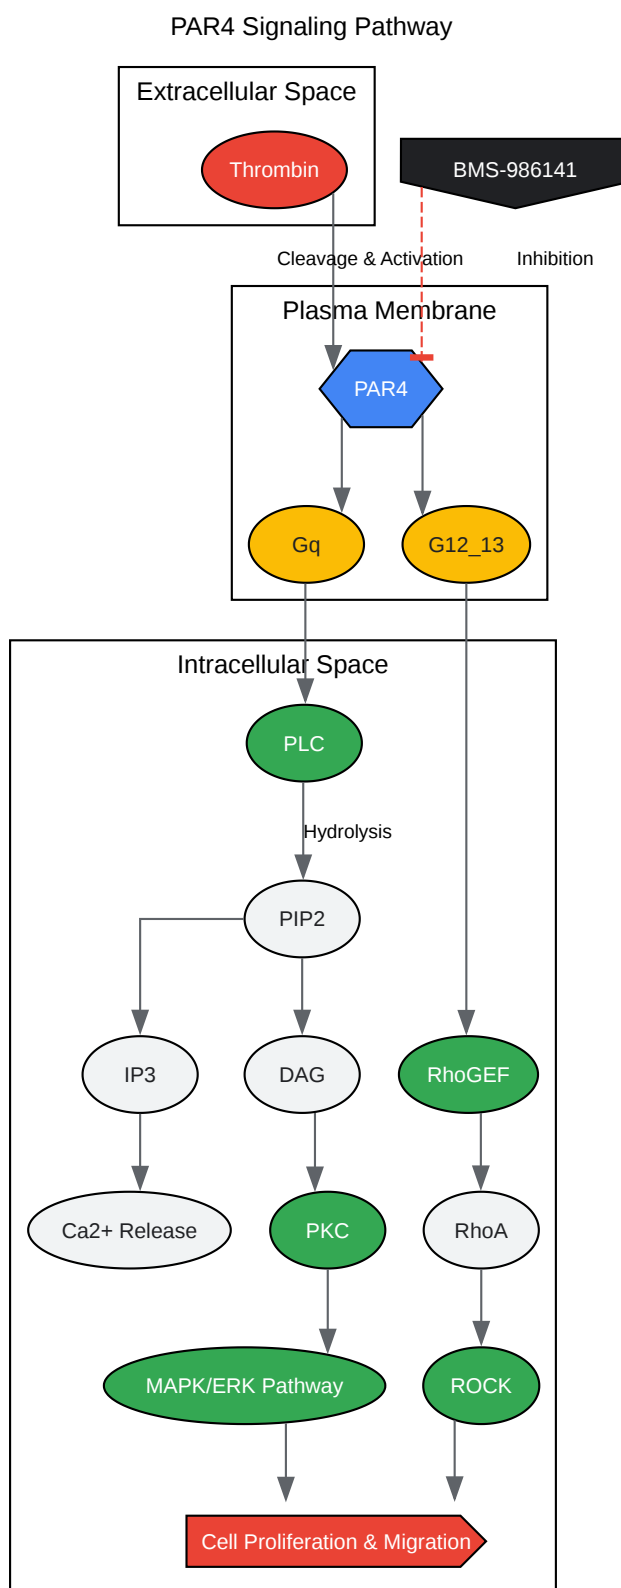 PAR4 Signaling Pathway
Extracellular Space
Thrombin
BMS-986141
Cleavage & Activation
Inhibition
Plasma Membrane
PAR4
Gq
G12_13
Intracellular Space
PLC
Hydrolysis
PIP2
IP3
DAG
RhoGEF
Ca2+ Release
PKC
RhoA
MAPK/ERK Pathway
ROCK
Cell Proliferation & Migration